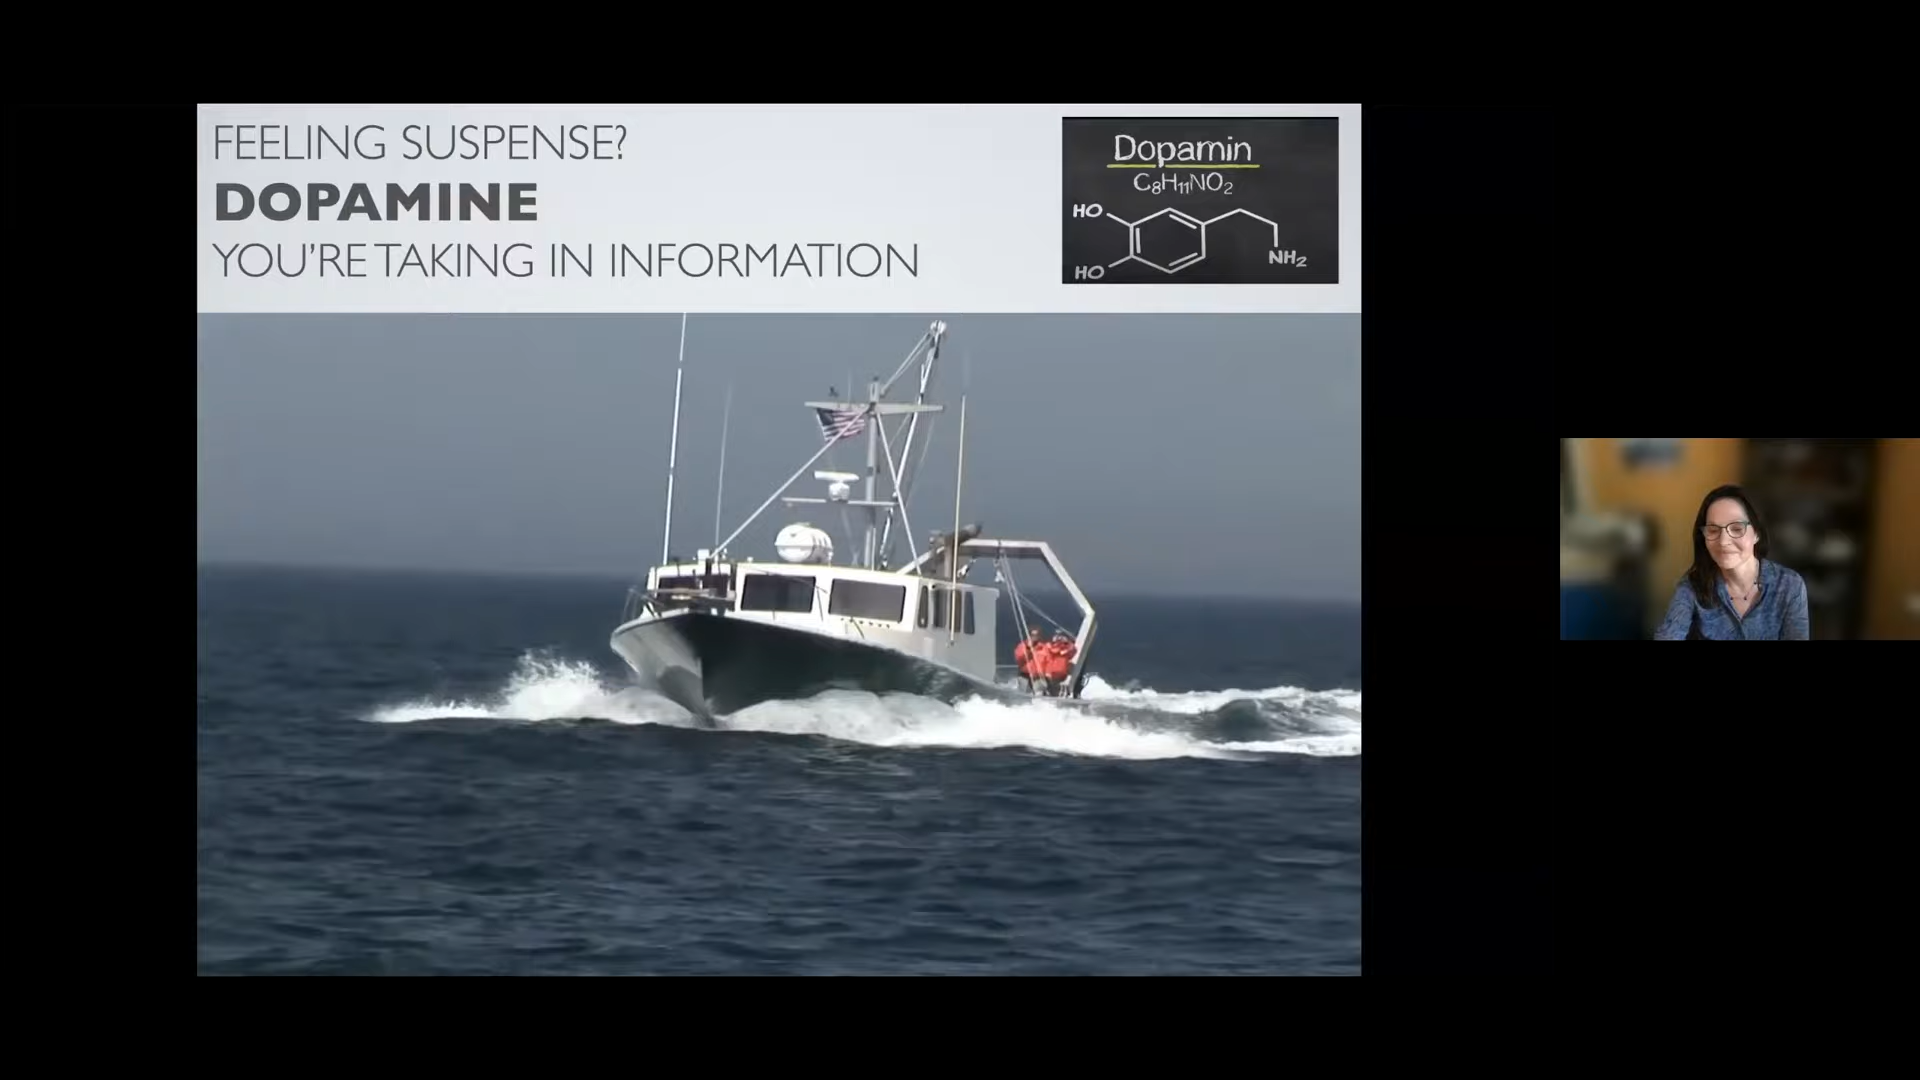 FEELING SUSPENSE?
DOPAMINE
YOU'RE TAKING IN INFORMATION
Dopamin
C₈H₁₁NO₂
HO
HO
NH₂